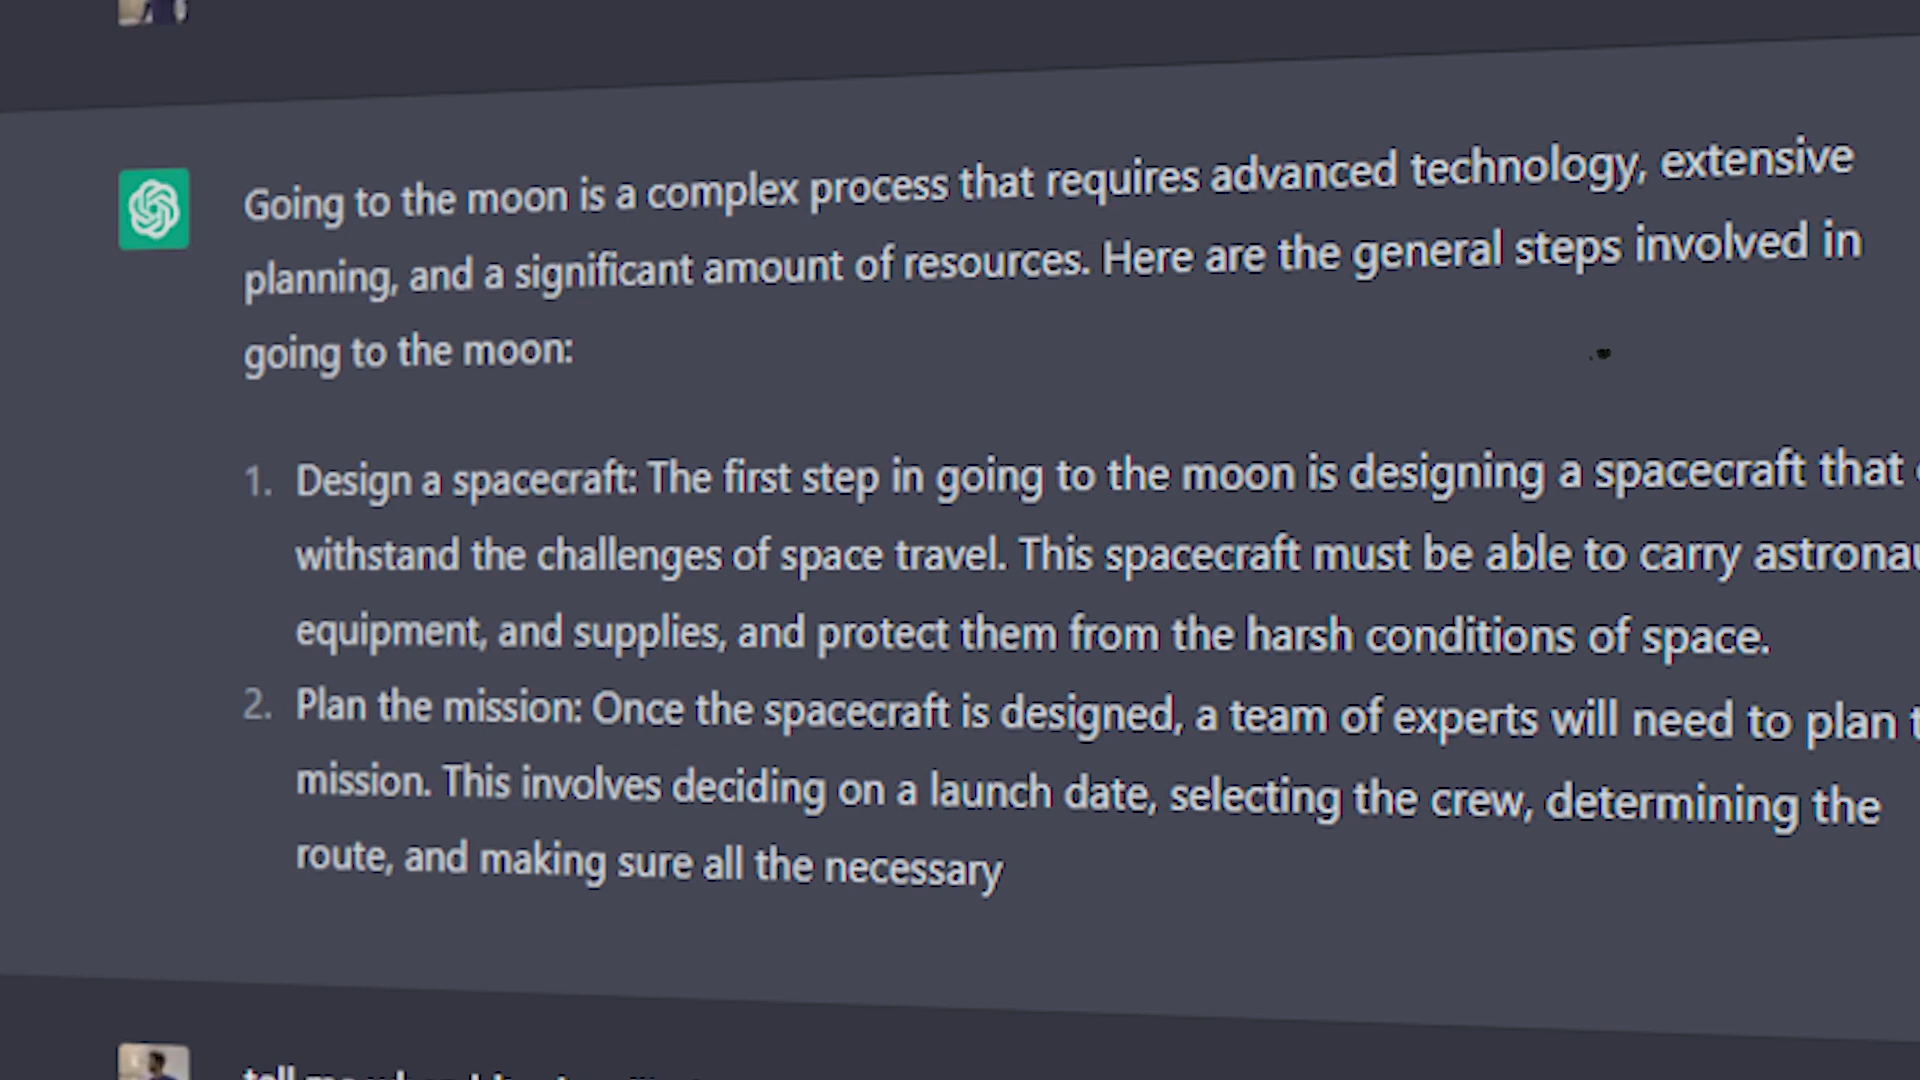 Going to the moon is a complex process that requires advanced technology, extensive
planning, and a significant amount of resources. Here are the general steps involved in
going to the moon:
1. Design a spacecraft: The first step in going to the moon is designing a spacecraft that
withstand the challenges of space travel. This spacecraft must be able to carry
equipment, and supplies, and protect them from the harsh conditions of space.
2. Plan the mission: Once the spacecraft is designed, a team of experts will need to plan
mission. This involves deciding on a launch date, selecting the crew, determining the
route, and making sure all the necessary
tell me